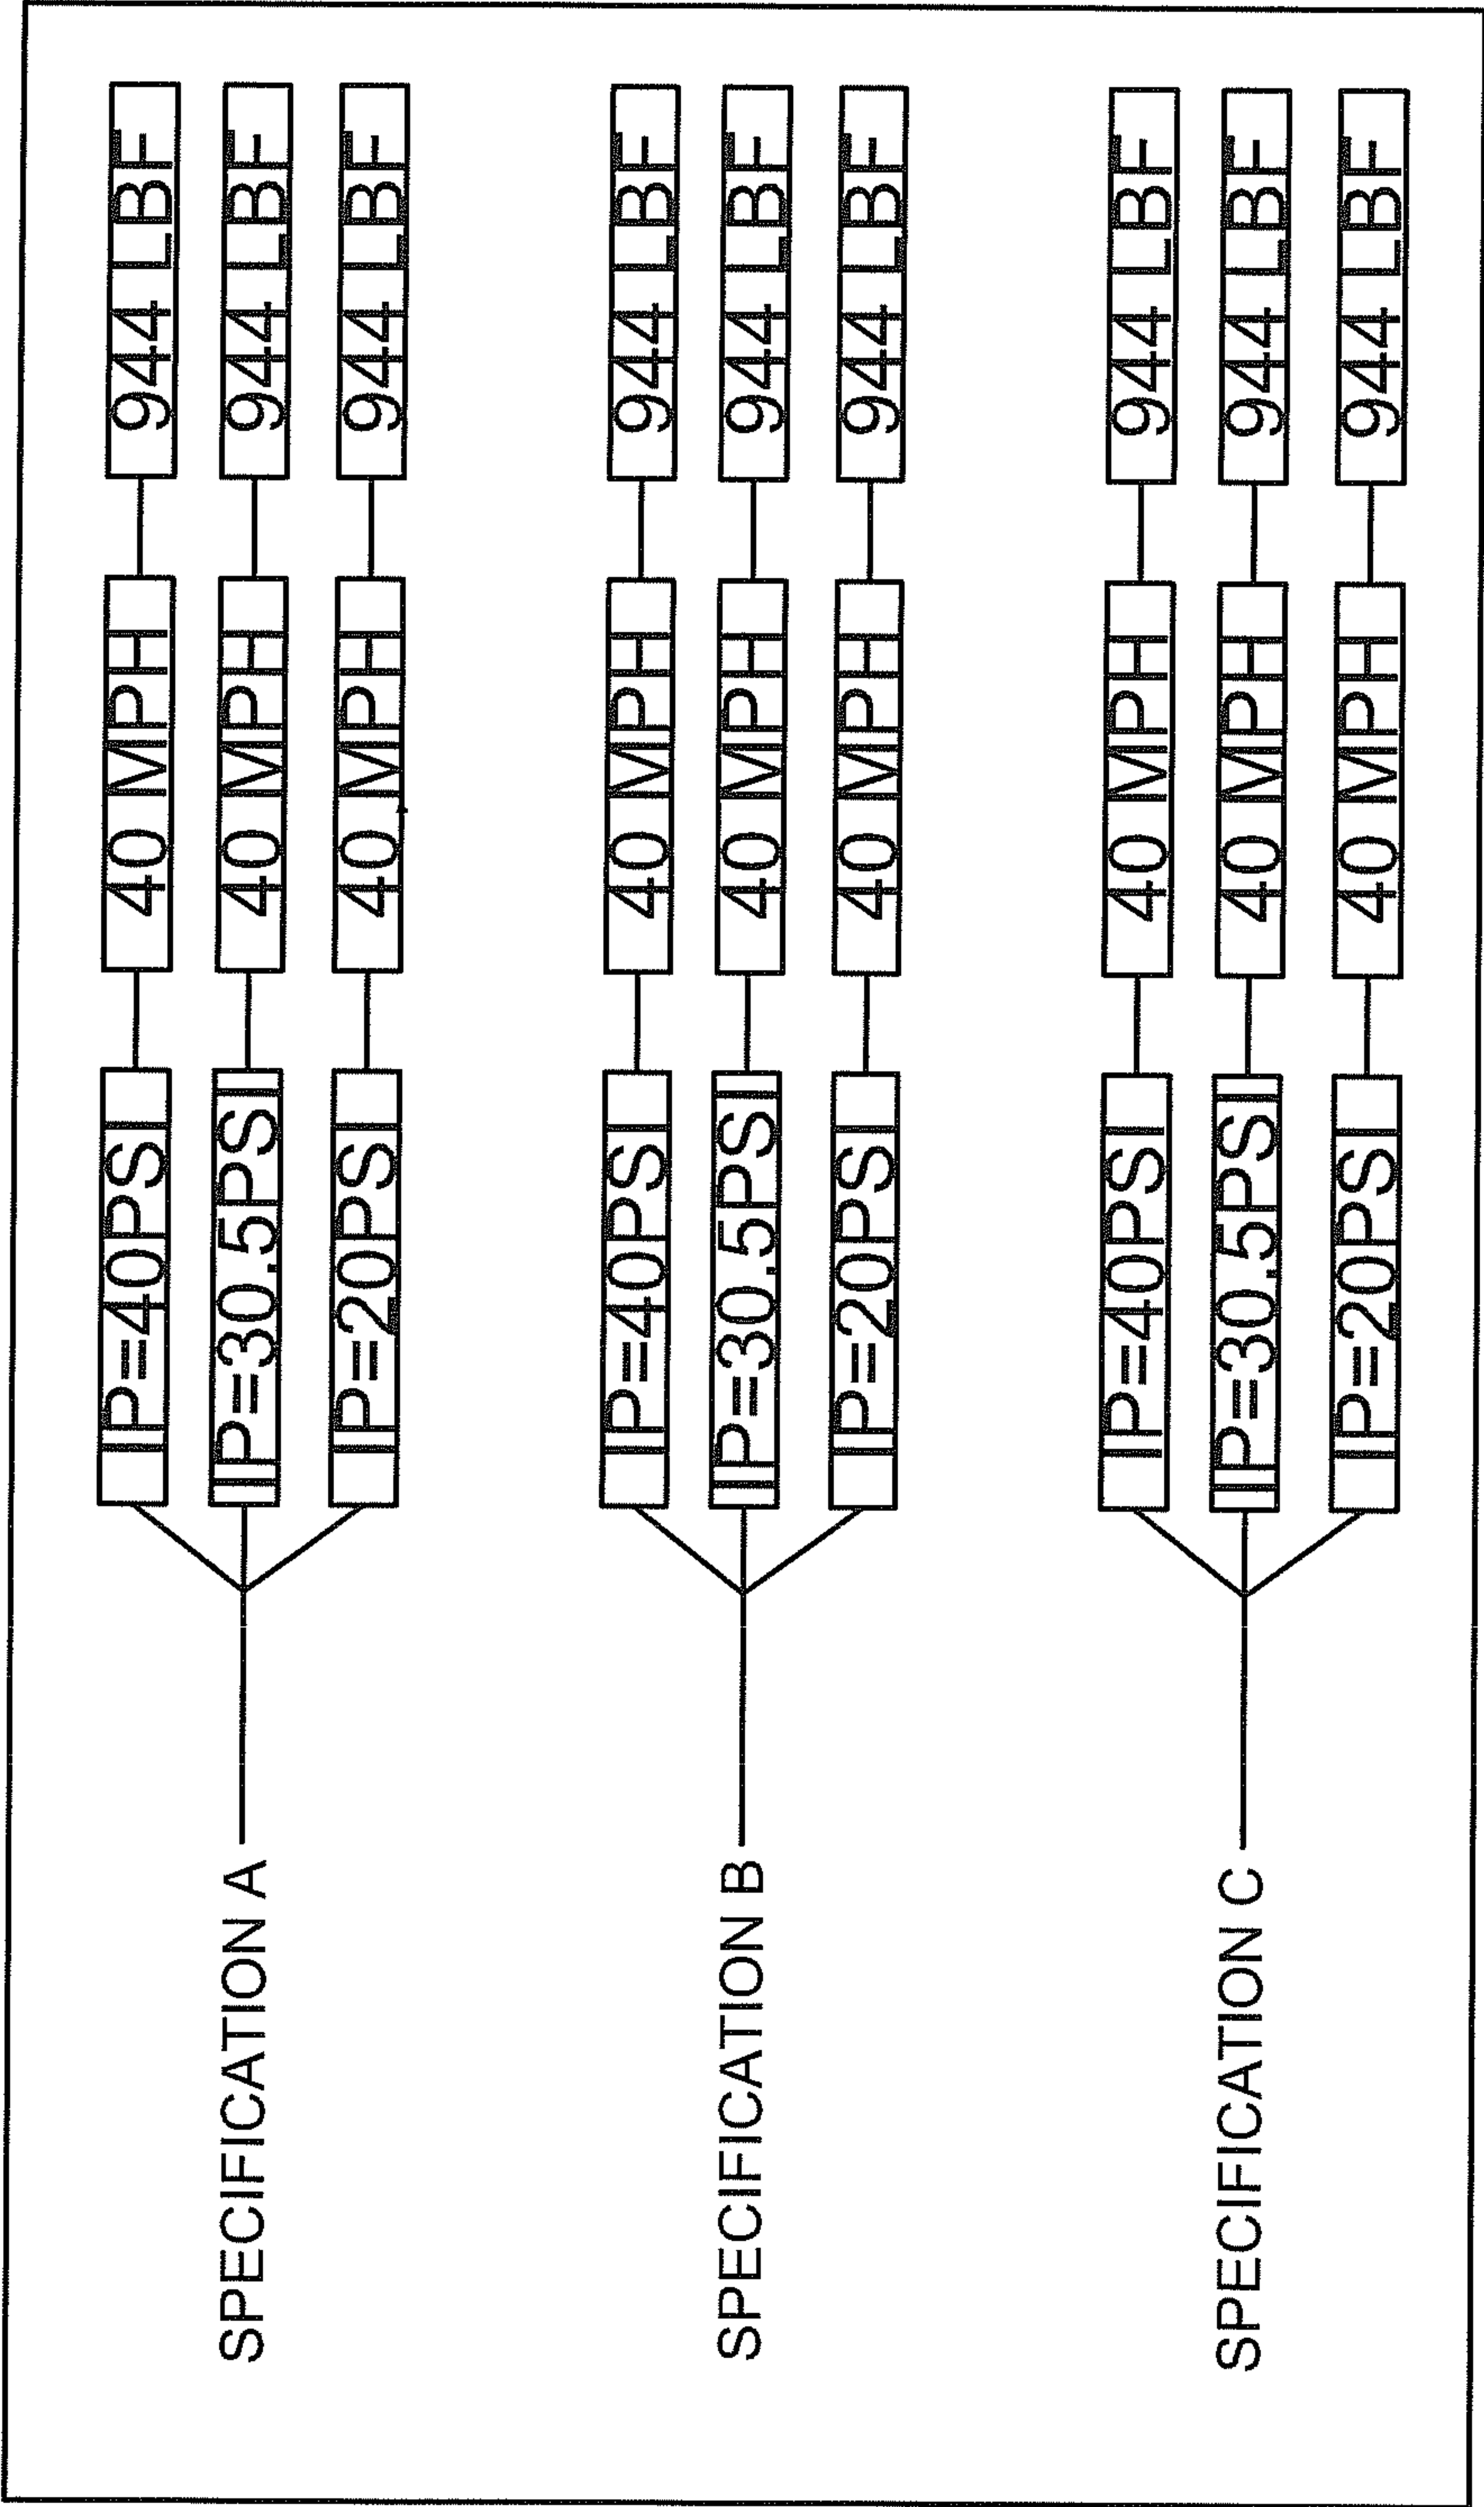 IP=40PSI 40 MPH 944 LBF
SPECIFICATION A IP=30.5PSI 40 MPH 944 LBF
IP=20PSI 40 MPH 944 LBF
IP=40PSI 40 MPH 944 LBF
SPECIFICATION B IP=30.5PSI 40 MPH 944 LBF
IP=20PSI 40 MPH 944 LBF
IP=40PSI 40 MPH 944 LBF
SPECIFICATION C IP=30.5PSI 40 MPH 944 LBF
IP=20PSI 40 MPH 944 LBF